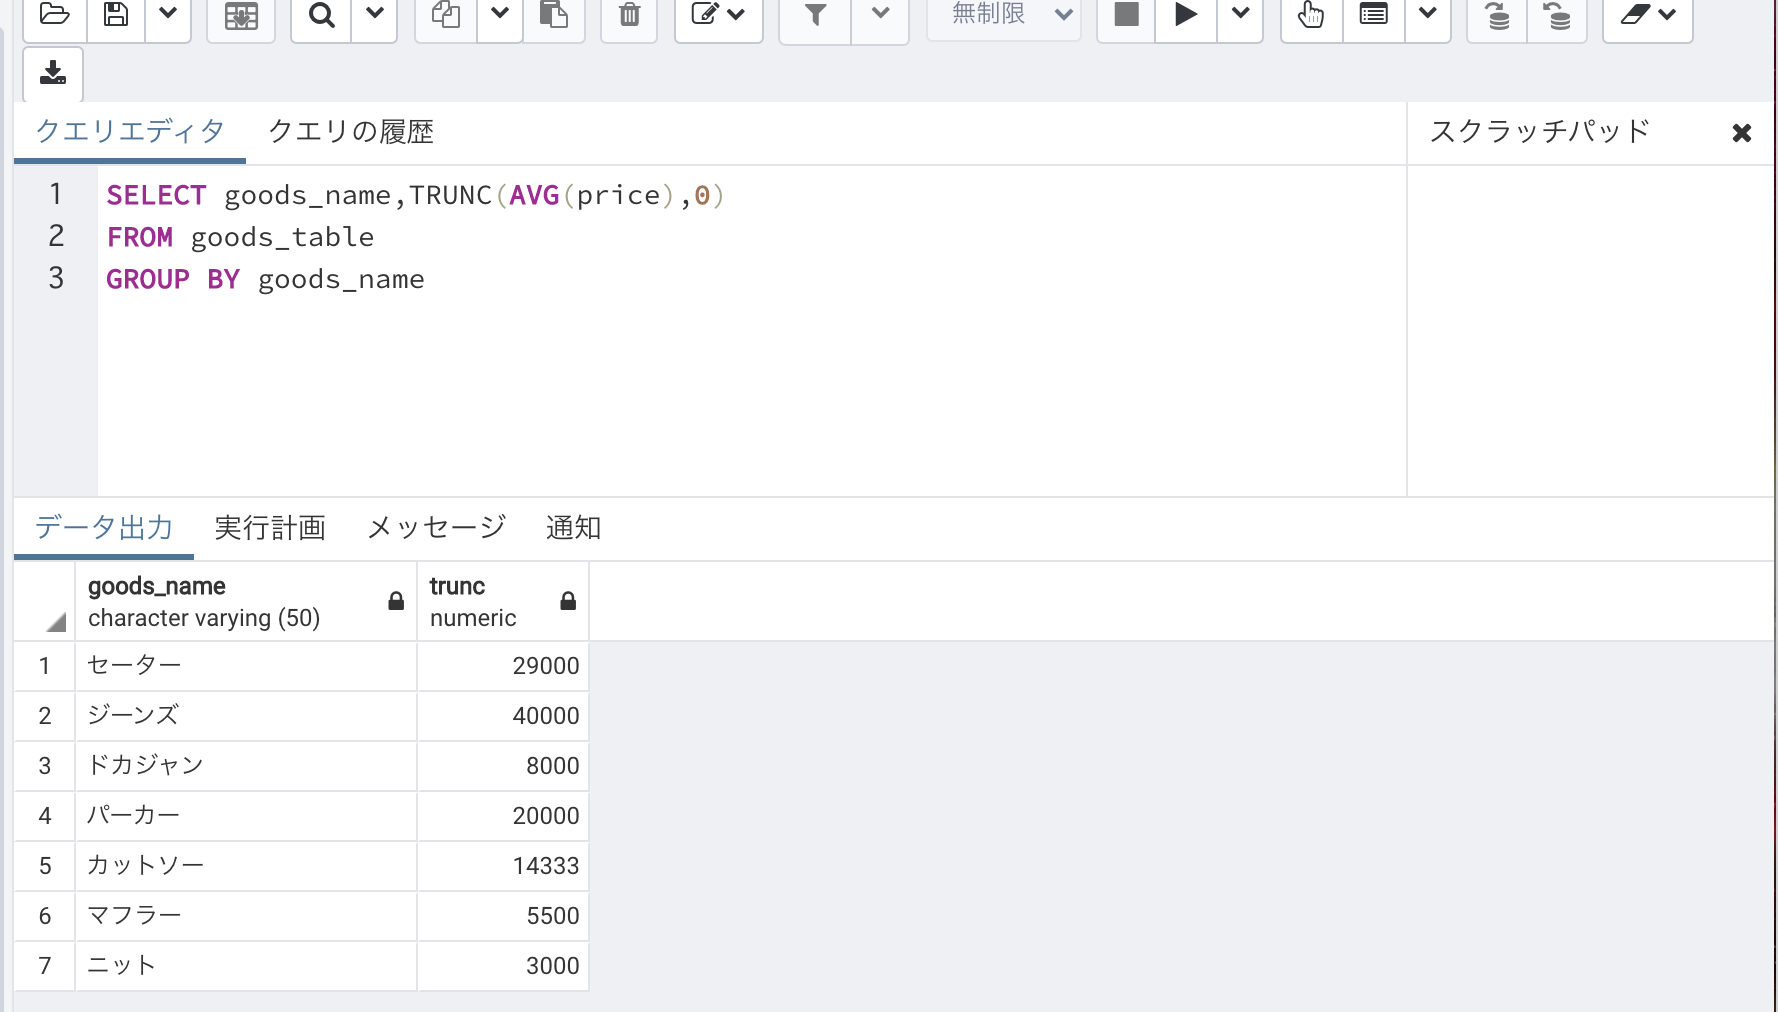 無制限
クエリエディタ クエリの履歴 スクラッチパッド
1 SELECT goods_name,TRUNC(AVG(price),0)
2 FROM goods_table
3 GROUP BY goods_name
データ出力 実行計画 メッセージ 通知
goods_name trunc
character varying (50) numeric
1 セーター 29000
2 ジーンズ 40000
3 ドカジャン 8000
4 パーカー 20000
5 カットソー 14333
6 マフラー 5500
7 ニット 3000